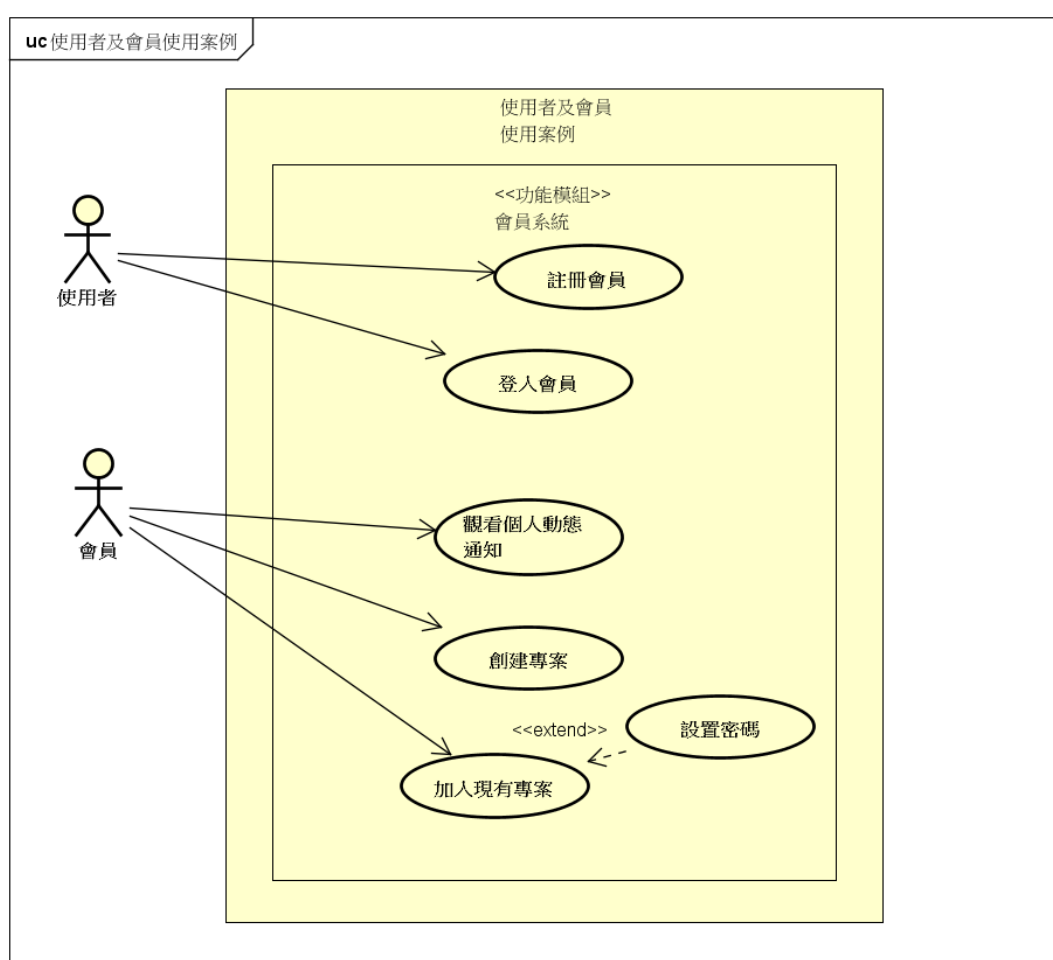 uc 使用者及會員使用案例
使用者及會員
使用案例
<<功能模組>>
會員系統
使用者
註冊會員
登入會員
會員
觀看個人動態
通知
創建專案
<<extend>>
設置密碼
加入現有專案